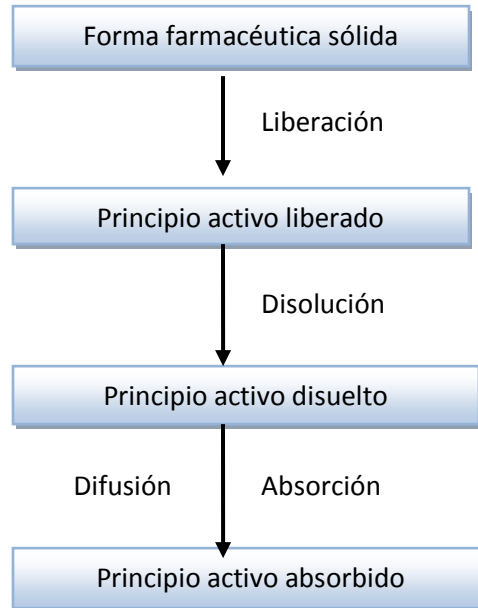 Forma farmacéutica sólida
Liberación
Principio activo liberado
Disolución
Principio activo disuelto
Difusión Absorción
Principio activo absorbido